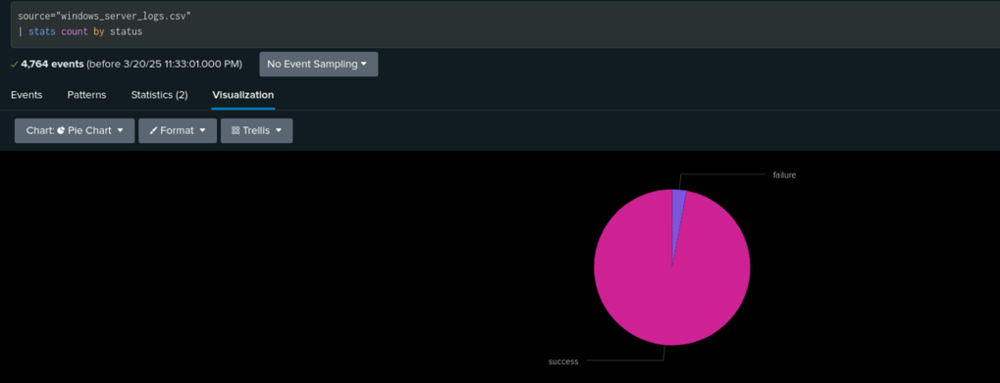 source="windows_server_logs.csv"
| stats count by status
4,764 events (before 3/20/25 11:33:01.000 PM) No Event Sampling
Events Patterns Statistics (2) Visualization
Chart: Pie Chart Format Trellis
failure
success